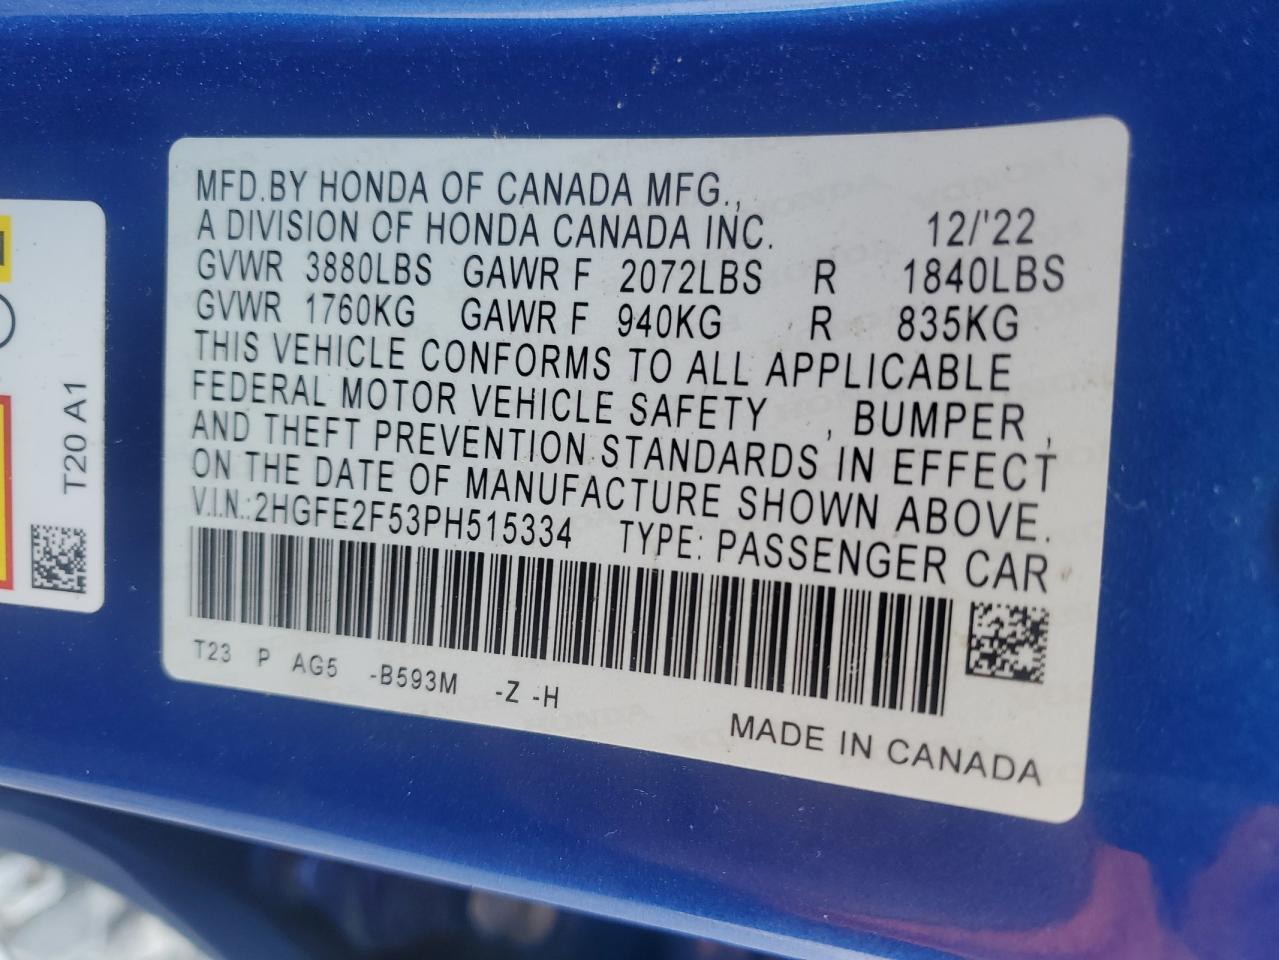 MFD.BY HONDA OF CANADA MFG.,
A DIVISION OF HONDA CANADA INC. 12/'22
GVWR 3880LBS GAWR F 2072LBS R 1840LBS
GVWR 1760KG GAWR F 940KG R 835KG
THIS VEHICLE CONFORMS TO ALL APPLICABLE
FEDERAL MOTOR VEHICLE SAFETY , BUMPER ,
AND THEFT PREVENTION STANDARDS IN EFFECT
ON THE DATE OF MANUFACTURE SHOWN ABOVE.
V.I.N.:2HGFE2F53PH515334 TYPE: PASSENGER CAR
T23 P AG5 -B593M -Z -H
MADE IN CANADA
T20 A1